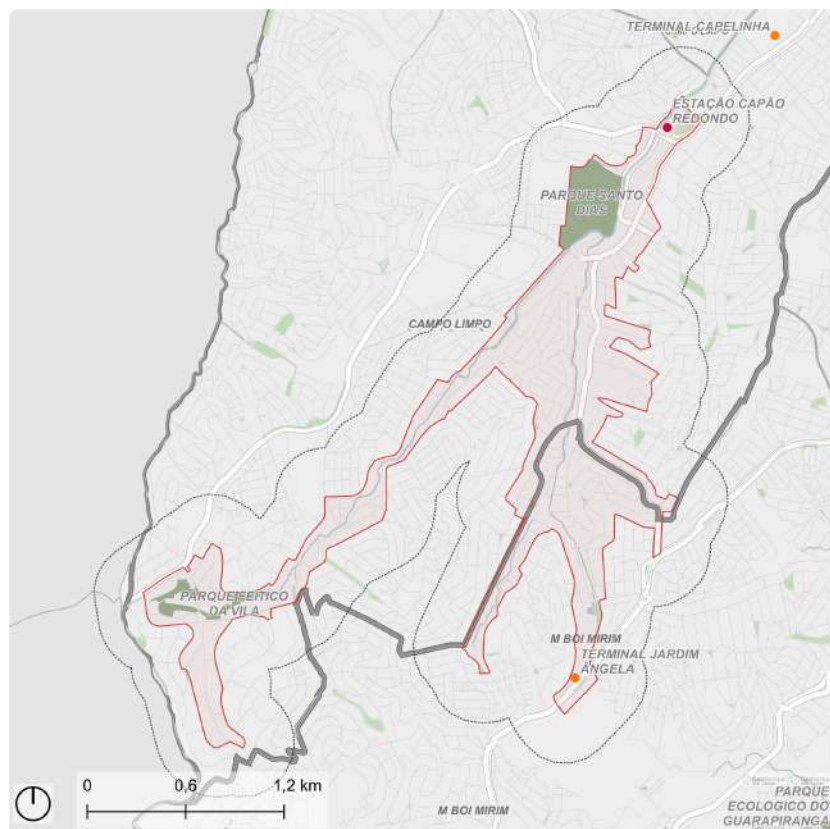 TERMINAL CAPELINHA
ESTAÇÃO CAPÃO
REDONDO
PARQUE SANTO
DIAS
CAMPO LIMPO
PARQUE FEITIÇO
DA VILA
M BOI MIRIM
TERMINAL JARDIM
ÂNGELA
0
0,6
1,2 km
M BOI MIRIM
PARQUE
ECOLOGICO DO
GUARAPIRANGA